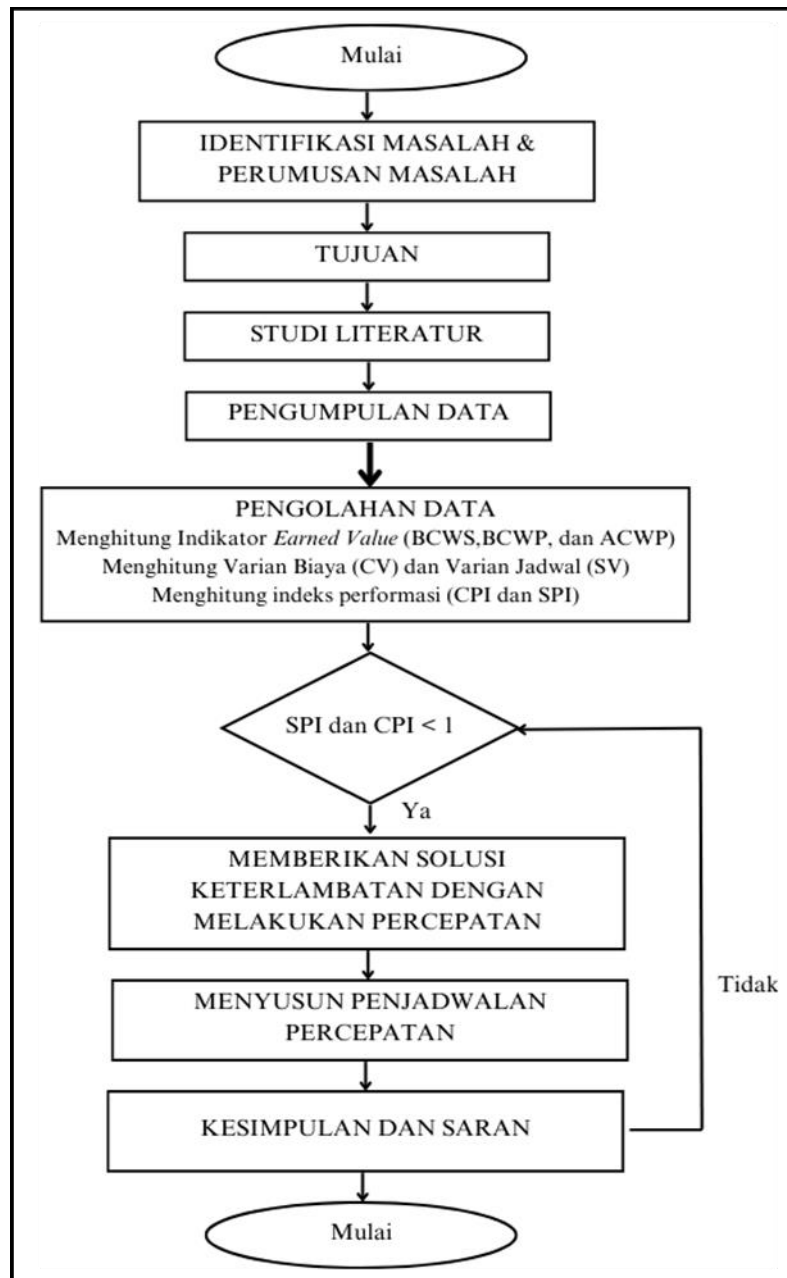 Mulai
IDENTIFIKASI MASALAH &
PERUMUSAN MASALAH
TUJUAN
STUDI LITERATUR
PENGUMPULAN DATA
PENGOLAHAN DATA
Menghitung Indikator Earned Value (BCWS,BCWP, dan ACWP)
Menghitung Varian Biaya (CV) dan Varian Jadwal (SV)
Menghitung indeks performasi (CPI dan SPI)
SPI dan CPI < 1
Ya
MEMBERIKAN SOLUSI
KETERLAMBATAN DENGAN
MELAKUKAN PERCEPATAN
Tidak
MENYUSUN PENJADWALAN
PERCEPATAN
KESIMPULAN DAN SARAN
Mulai